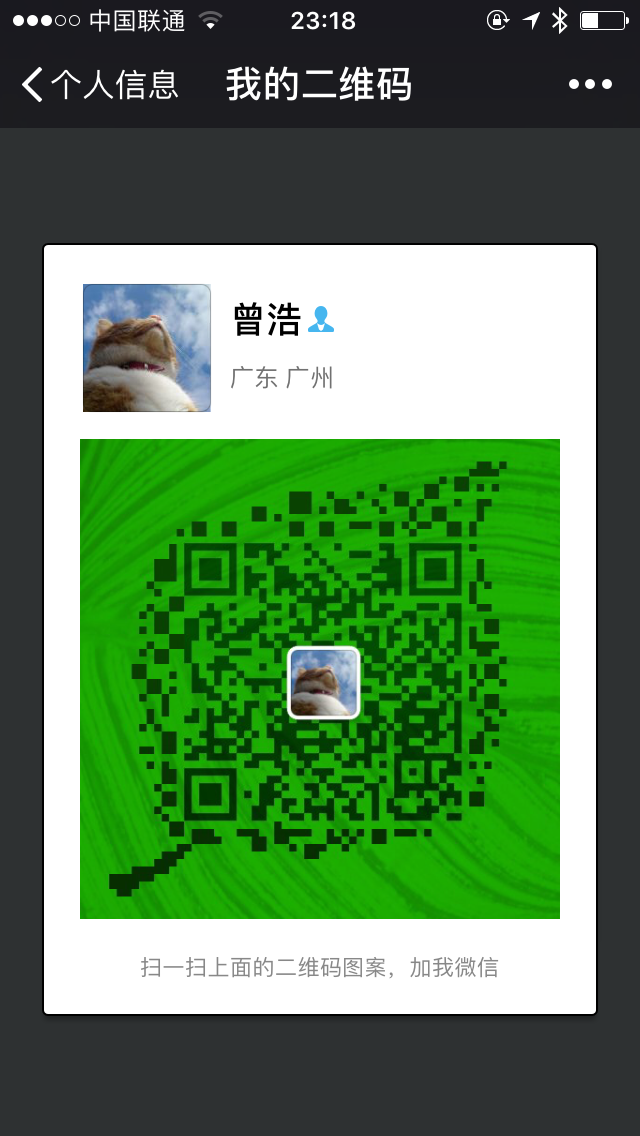 中国联通 23:18
个人信息 我的二维码
曾浩
广东 广州
扫一扫上面的二维码图案，加我微信